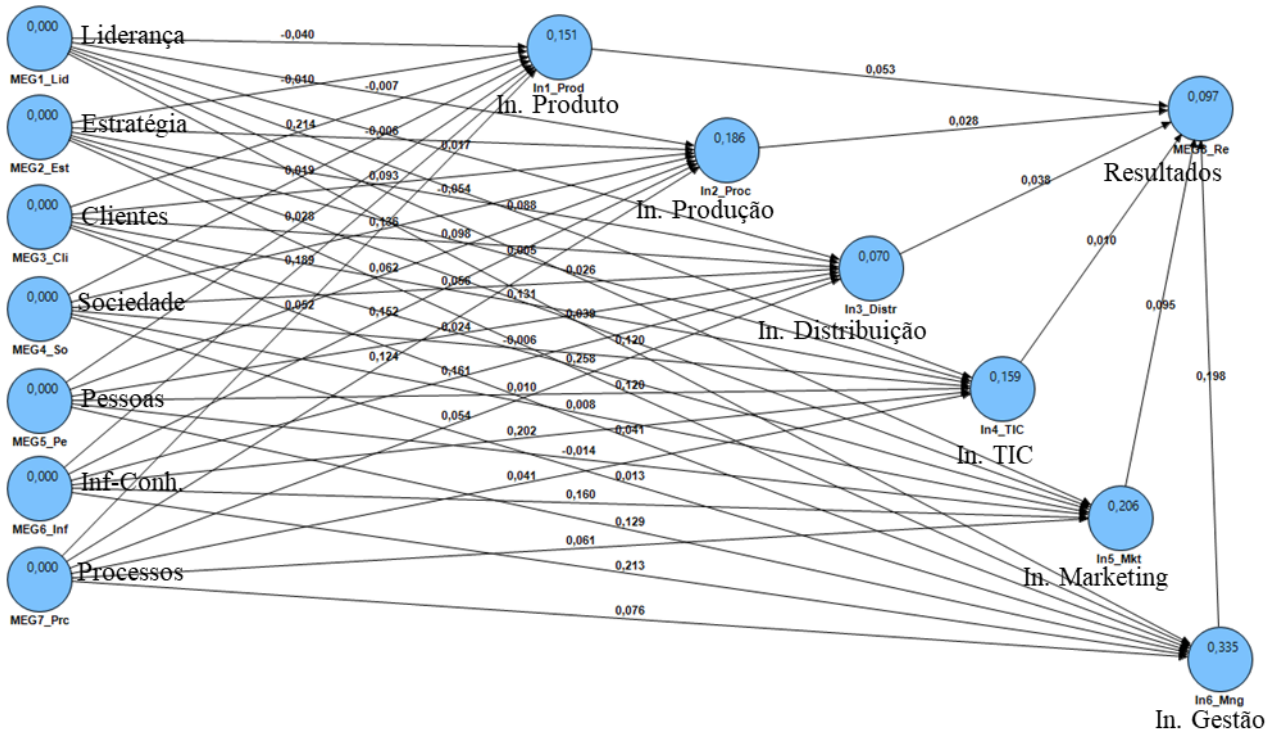 0,000
Liderança
MEG1_Lid
0,000
Estratégia
MEG2_Est
0,000
Clientes
MEG3_Cli
0,000
Sociedade
MEG4_So
0,000
Pessoas
MEG5_Pe
0,000
Inf-Conh.
MEG6_Inf
0,000
Processos
MEG7_Prc
-0,040
-0,010
-0,007
0,214
-0,006
0,017
0,019
0,093
-0,054
0,028
0,136
0,088
0,189
0,098
0,005
0,026
0,062
0,056
0,131
0,052
0,152
0,039
0,024
-0,006
0,120
0,124
0,258
0,161
0,010
0,120
0,008
0,054
0,202
0,041
-0,014
0,041
0,013
0,160
0,129
0,061
0,213
0,076
0,151
In1_Prod
In. Produto
0,186
In2_Proc
In. Produção
0,070
In3_Distr
In. Distribuição
0,159
In4_TIC
In. TIC
0,206
In5_Mkt
In. Marketing
0,335
In6_Mng
In. Gestão
0,053
0,028
0,038
0,010
0,095
0,198
0,097
MEG8_Re
Resultados